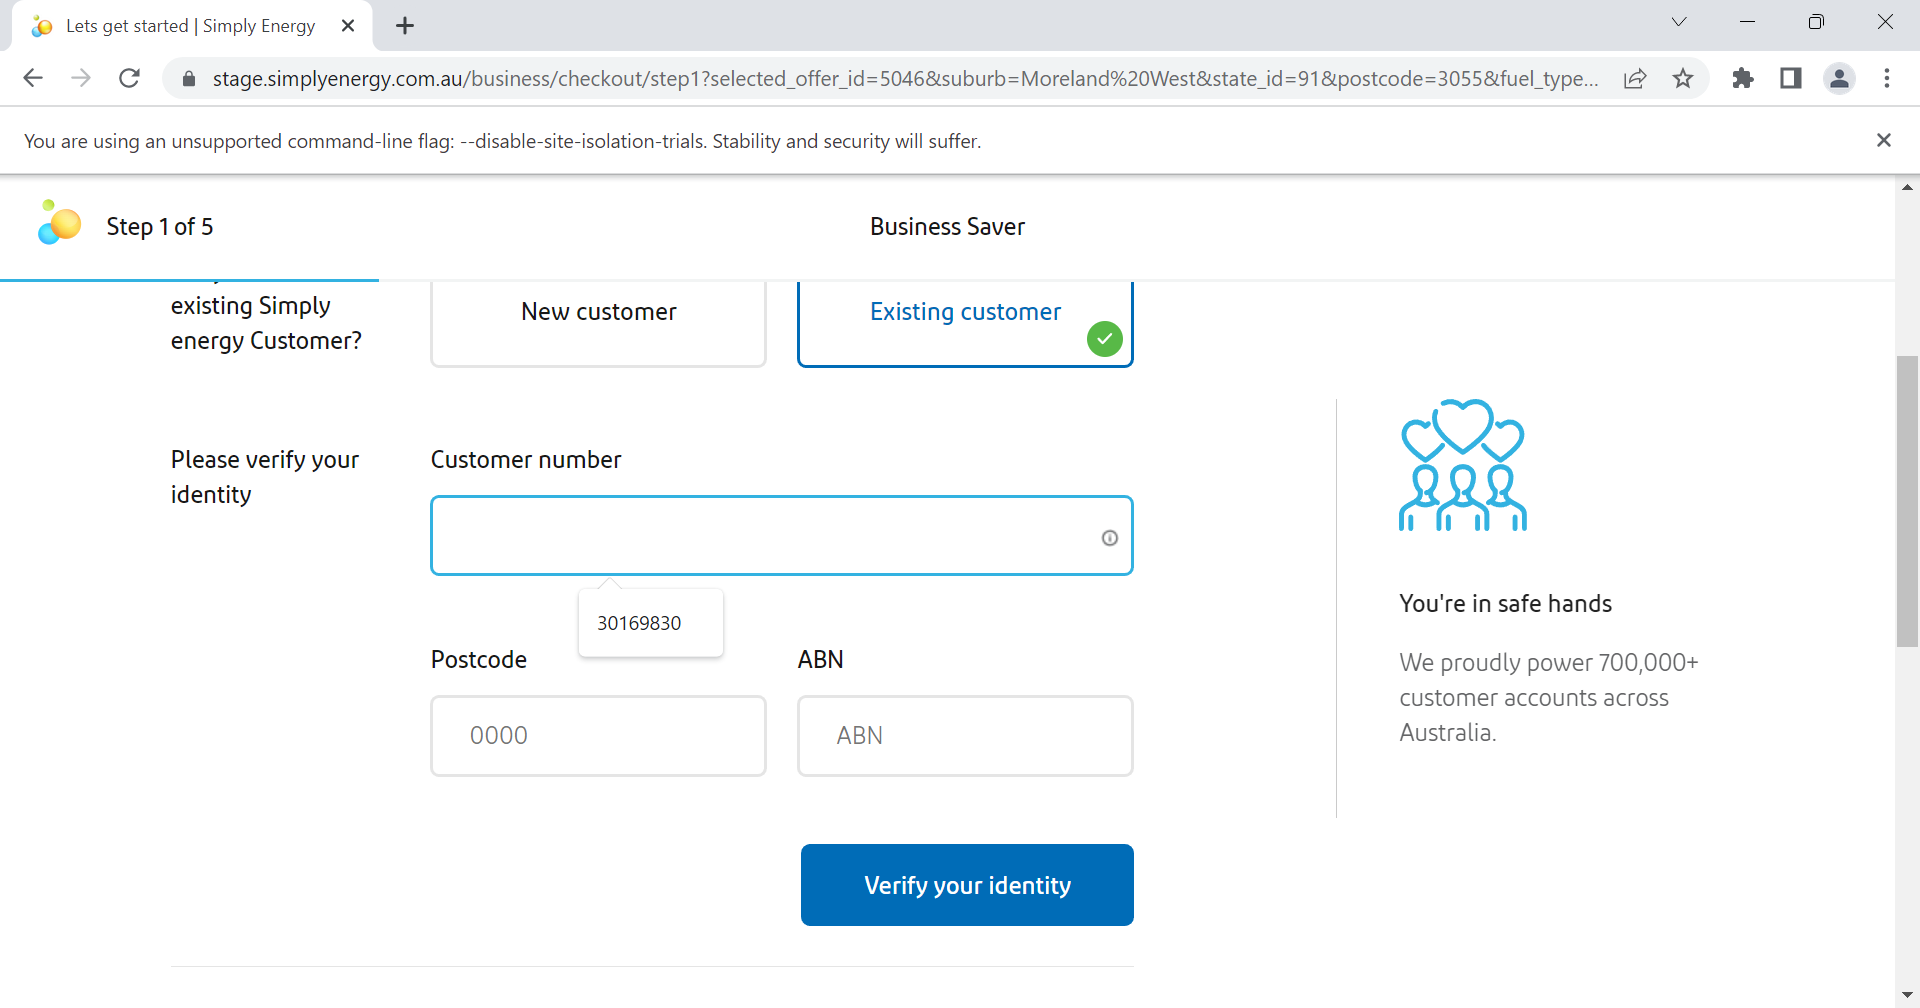 Lets get started | Simply Energy
stage.simplyenergy.com.au/business/checkout/step1?selected_offer_id=5046&suburb=Moreland%20West&state_id=91&postcode=3055&fuel_type...
You are using an unsupported command-line flag: --disable-site-isolation-trials. Stability and security will suffer.
Step 1 of 5
Business Saver
existing Simply
energy Customer?
New customer
Existing customer
Please verify your
identity
Customer number
30169830
Postcode
ABN
0000
ABN
Verify your identity
You're in safe hands
We proudly power 700,000+
customer accounts across
Australia.